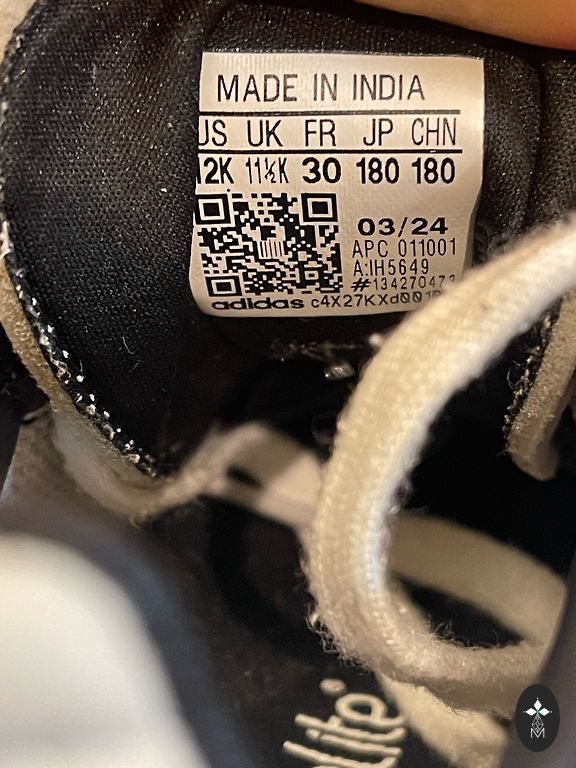 MADE IN INDIA
US UK FR JP CHN
12K 11½K 30 180 180
03/24
APC 011001
A:IH5649
adidas
M